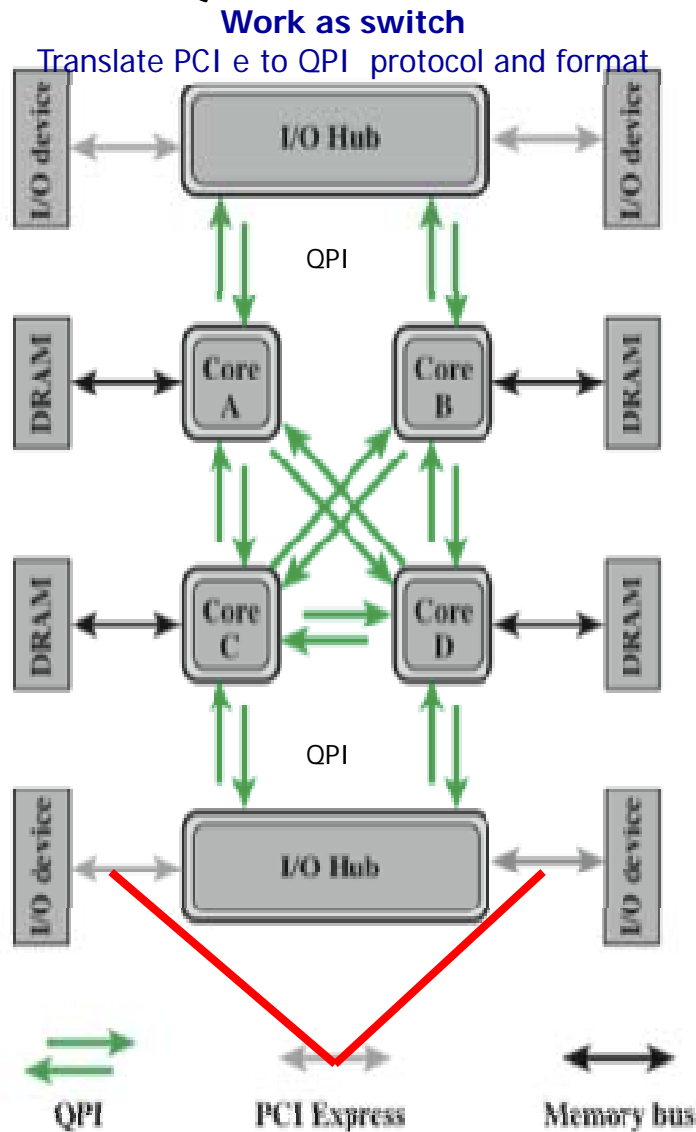 Work as switch
Translate PCI e to QPI protocol and format
I/O device
I/O Hub
I/O device
QPI
DRAM
Core
A
Core
B
DRAM
DRAM
Core
C
Core
D
DRAM
QPI
I/O device
I/O Hub
I/O device
QPI
PCI Express
Memory bus